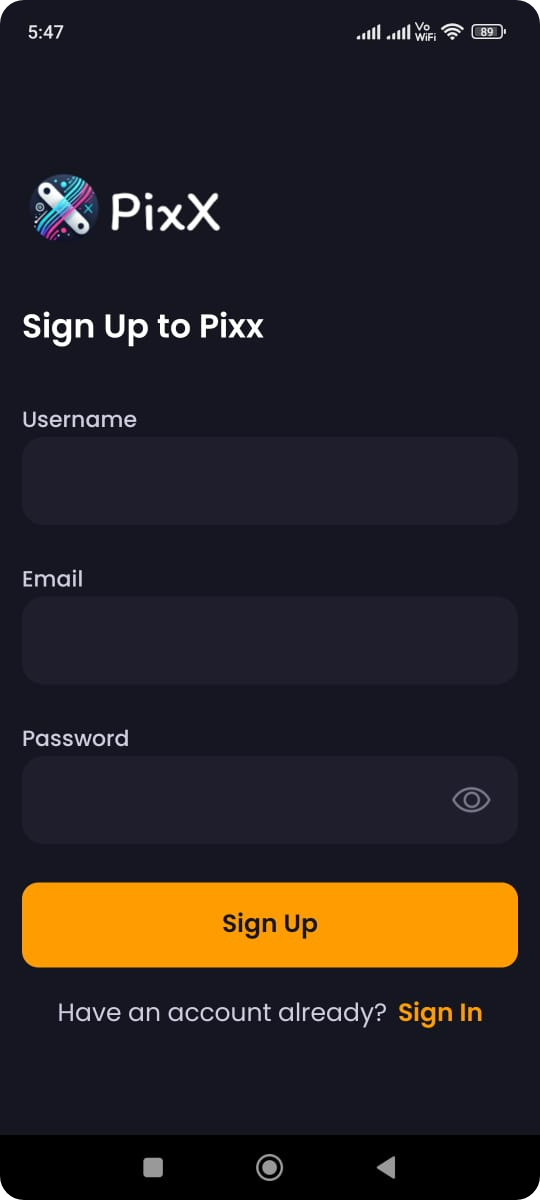 5:47
Vo
WiFi
89
PixX
Sign Up to Pixx
Username
Email
Password
Sign Up
Have an account already? Sign In